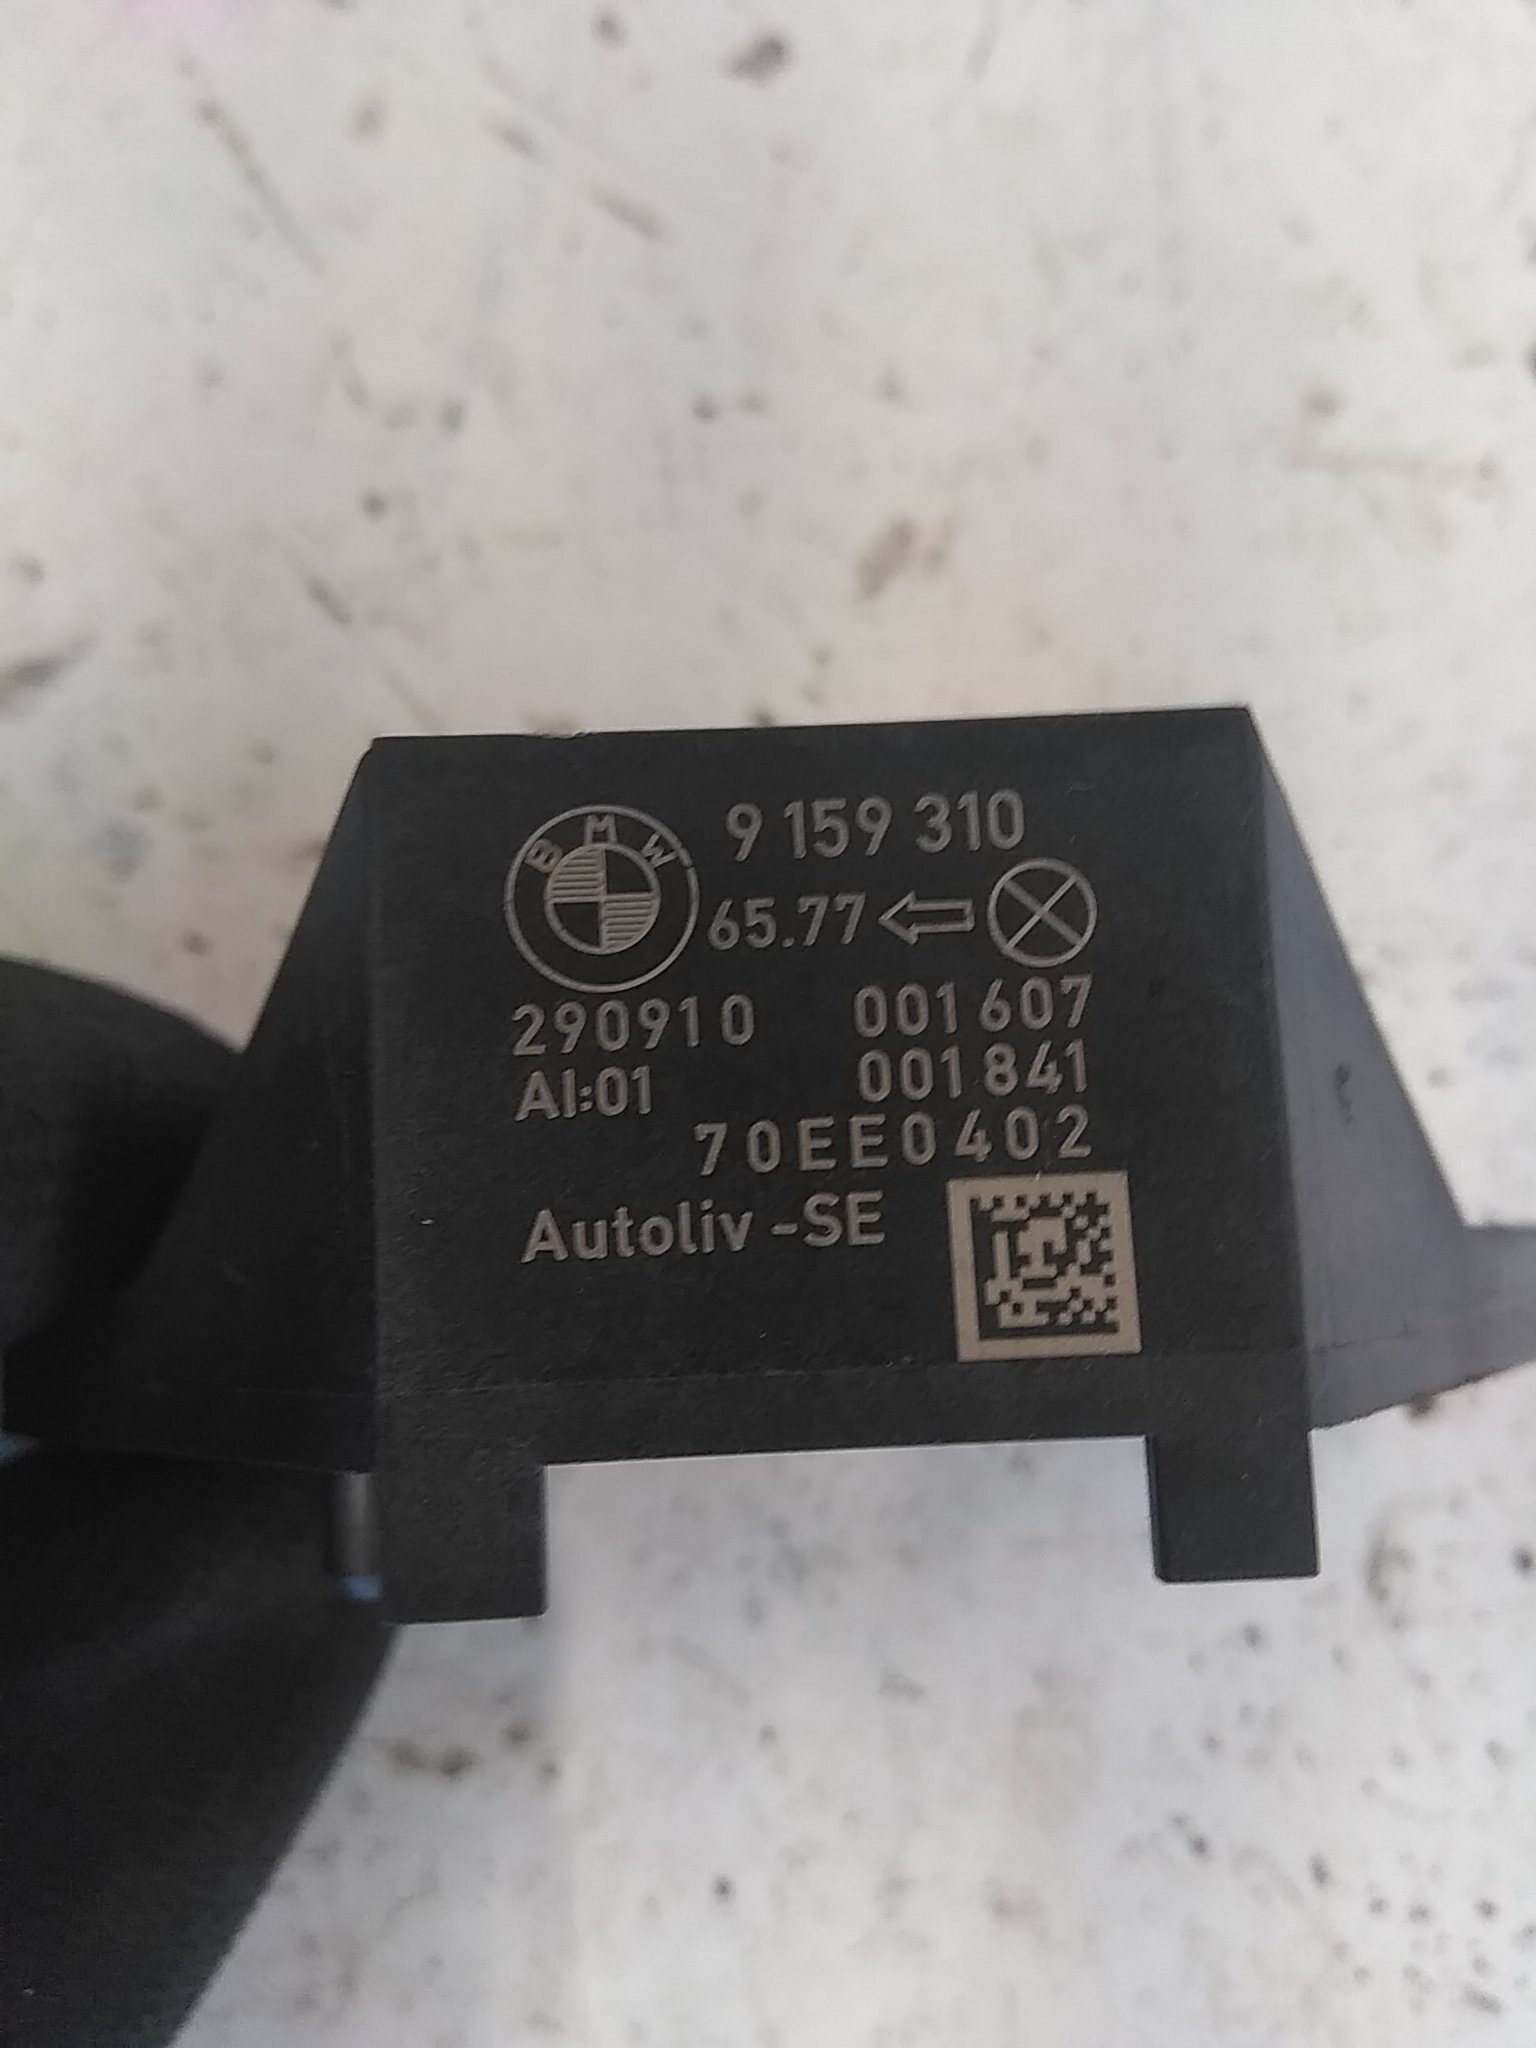 BMW 9 159 310
65.77
290910 001607
AI:01 001841
70EE0402
Autoliv -SE